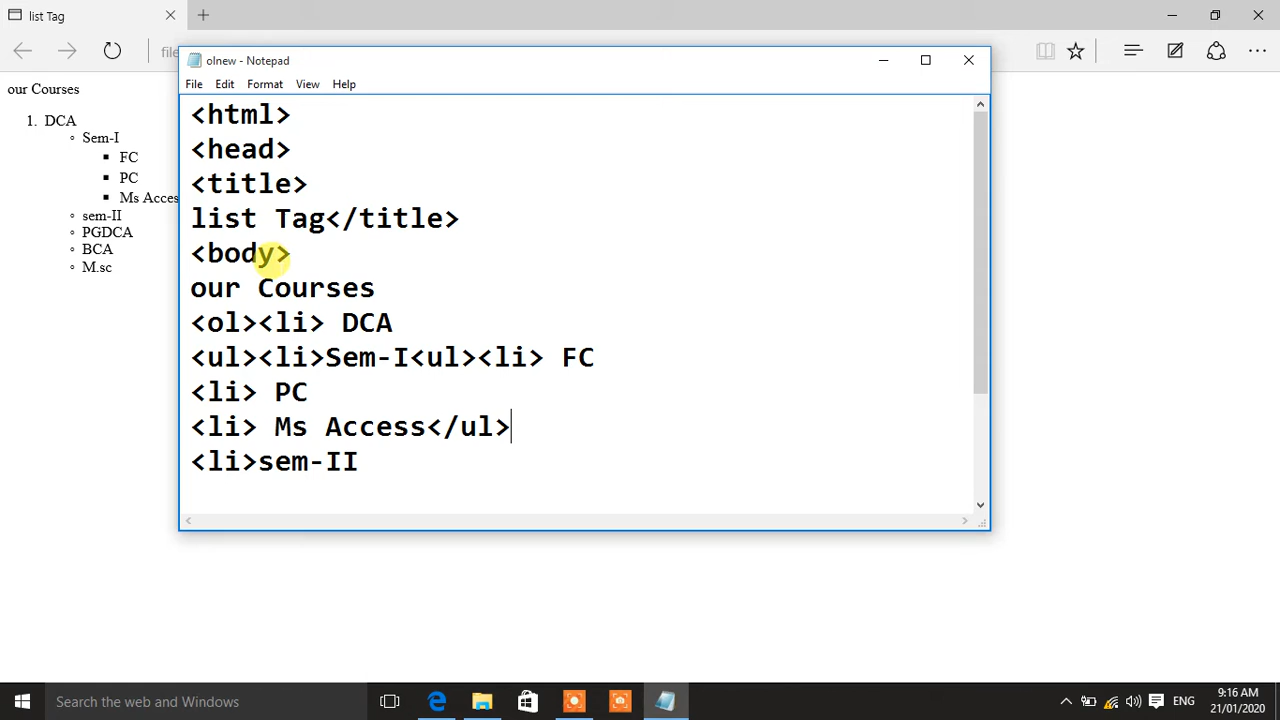 list Tag
file
olnew - Notepad
File Edit Format View Help
our Courses
1. DCA
Sem-I
FC
PC
Ms Acces
sem-II
PGDCA
BCA
M.sc
<html>
<head>
<title>
list Tag</title>
<body>
our Courses
<ol><li> DCA
<ul><li>Sem-I<ul><li> FC
<li> PC
<li> Ms Access</ul>
<li>sem-II
Search the web and Windows
ENG
9:16 AM
21/01/2020